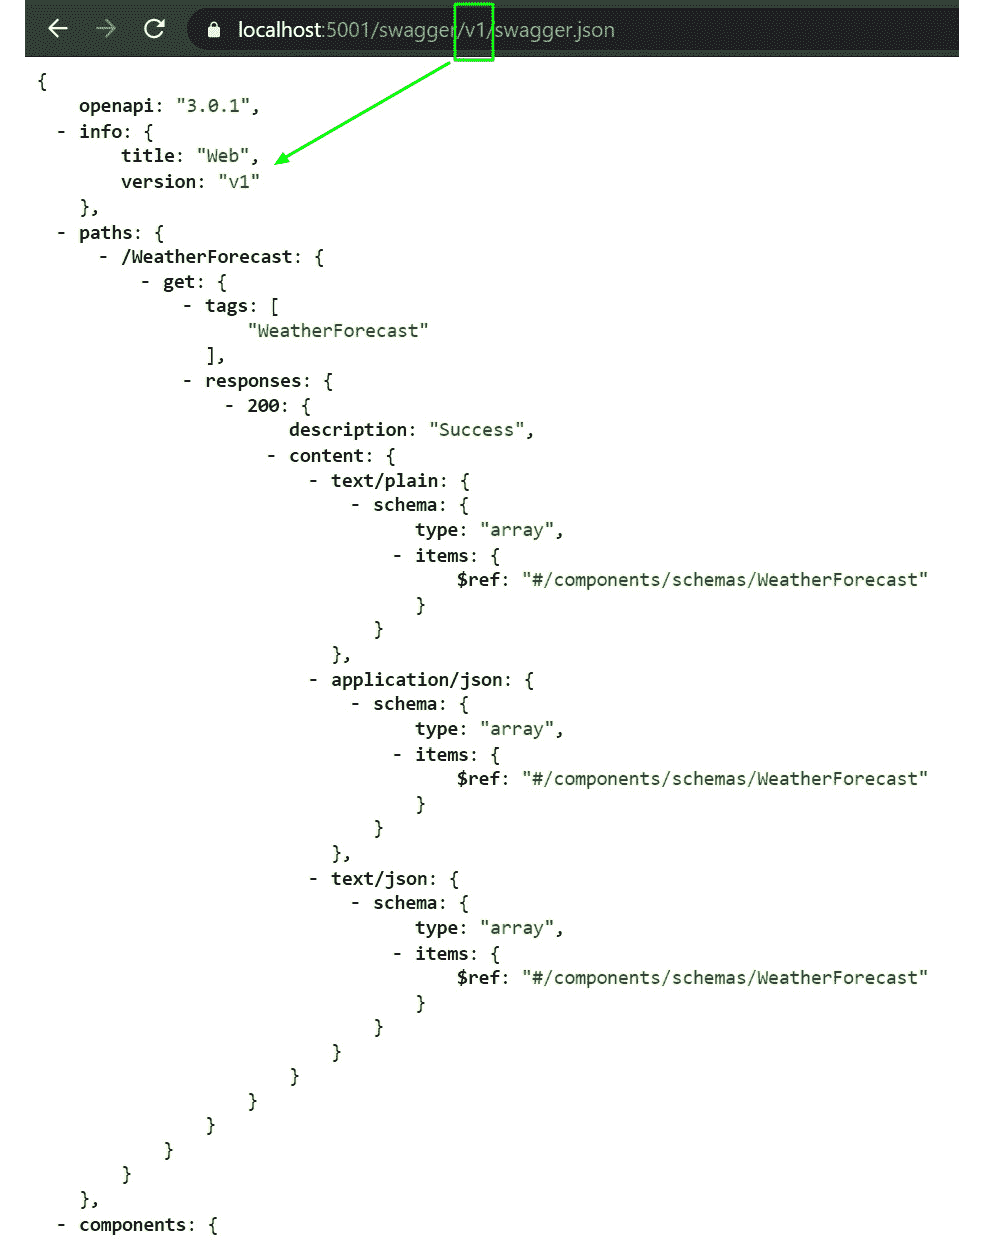 localhost:5001/swagger/v1/swagger.json
{
    openapi: "3.0.1",
  - info: {
        title: "Web",
        version: "v1"
    },
  - paths: {
      - /WeatherForecast: {
          - get: {
              - tags: [
                    "WeatherForecast"
                ],
              - responses: {
                  - 200: {
                        description: "Success",
                      - content: {
                          - text/plain: {
                              - schema: {
                                    type: "array",
                                  - items: {
                                        $ref: "#/components/schemas/WeatherForecast"
                                    }
                                }
                            },
                          - application/json: {
                              - schema: {
                                    type: "array",
                                  - items: {
                                        $ref: "#/components/schemas/WeatherForecast"
                                    }
                                }
                            },
                          - text/json: {
                              - schema: {
                                    type: "array",
                                  - items: {
                                        $ref: "#/components/schemas/WeatherForecast"
                                    }
                                }
                            }
                        }
                    }
                }
            }
        }
    },
  - components: {